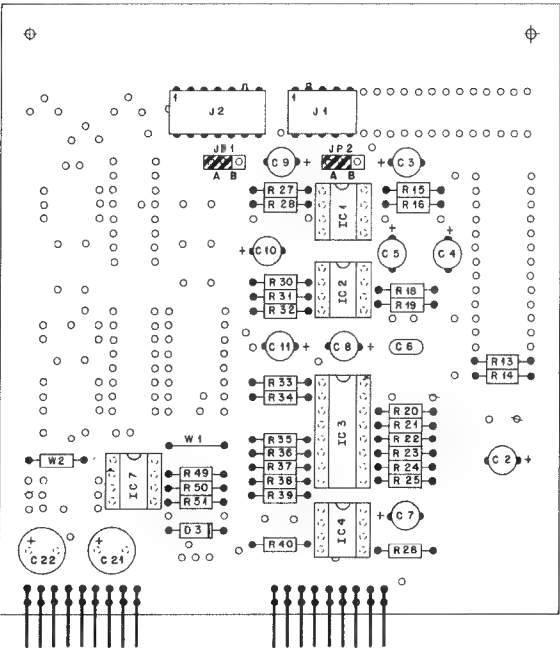 1 J2 1 J1
JP1 JP2
C9 + + C3
A B A B
R27 R15
R28 IC1 R16
+ +
+ C10 C5 C4
R30 IC2 R18
R31 R19
R32
C11 + C8 + C6
R13
R14
R33
R34
R20
IC3 R21
W1 R35 R22
W2 R36 R23 C2 +
R49 R37 R24
IC7 R50 R38 R25
R51 R39
+ C7
D3 IC4
+ + R40 R26
C22 C21